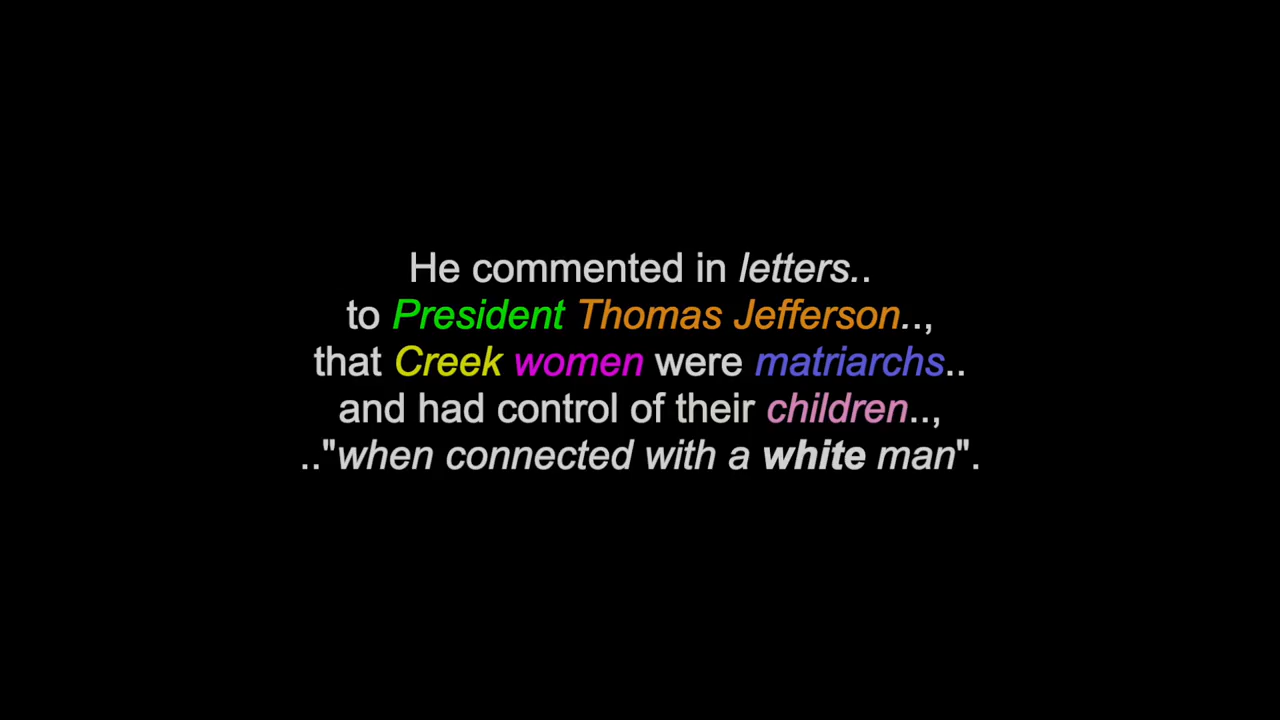 He commented in letters..
to President Thomas Jefferson..,
that Creek women were matriarchs..
and had control of their children..,
.."when connected with a white man".